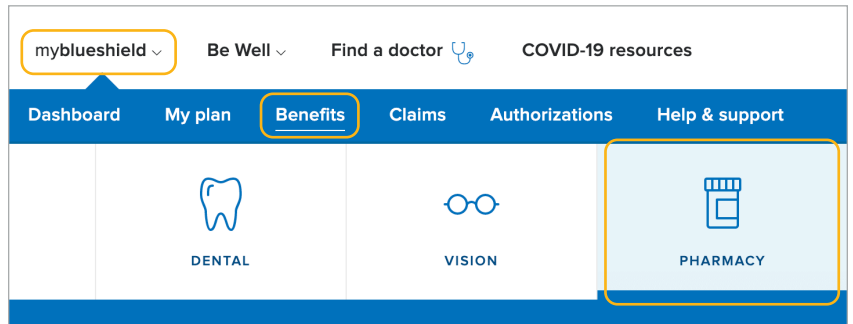 myblueshield Be Well Find a doctor COVID-19 resources
Dashboard My plan Benefits Claims Authorizations Help & support
DENTAL VISION PHARMACY